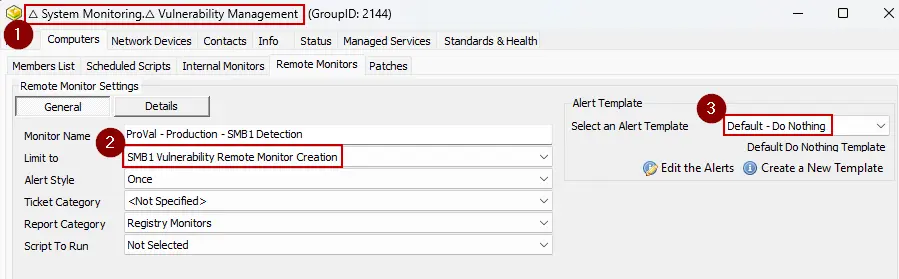 △ System Monitoring.△ Vulnerability Management (GroupID: 2144)
1
Computers Network Devices Contacts Info Status Managed Services Standards & Health
Members List Scheduled Scripts Internal Monitors Remote Monitors Patches
Remote Monitor Settings
General Details
Monitor Name ProVal - Production - SMB1 Detection
2
Limit to SMB1 Vulnerability Remote Monitor Creation
Alert Style Once
Ticket Category <Not Specified>
Report Category Registry Monitors
Script To Run Not Selected
Alert Template
3
Select an Alert Template Default - Do Nothing
Default Do Nothing Template
Edit the Alerts Create a New Template